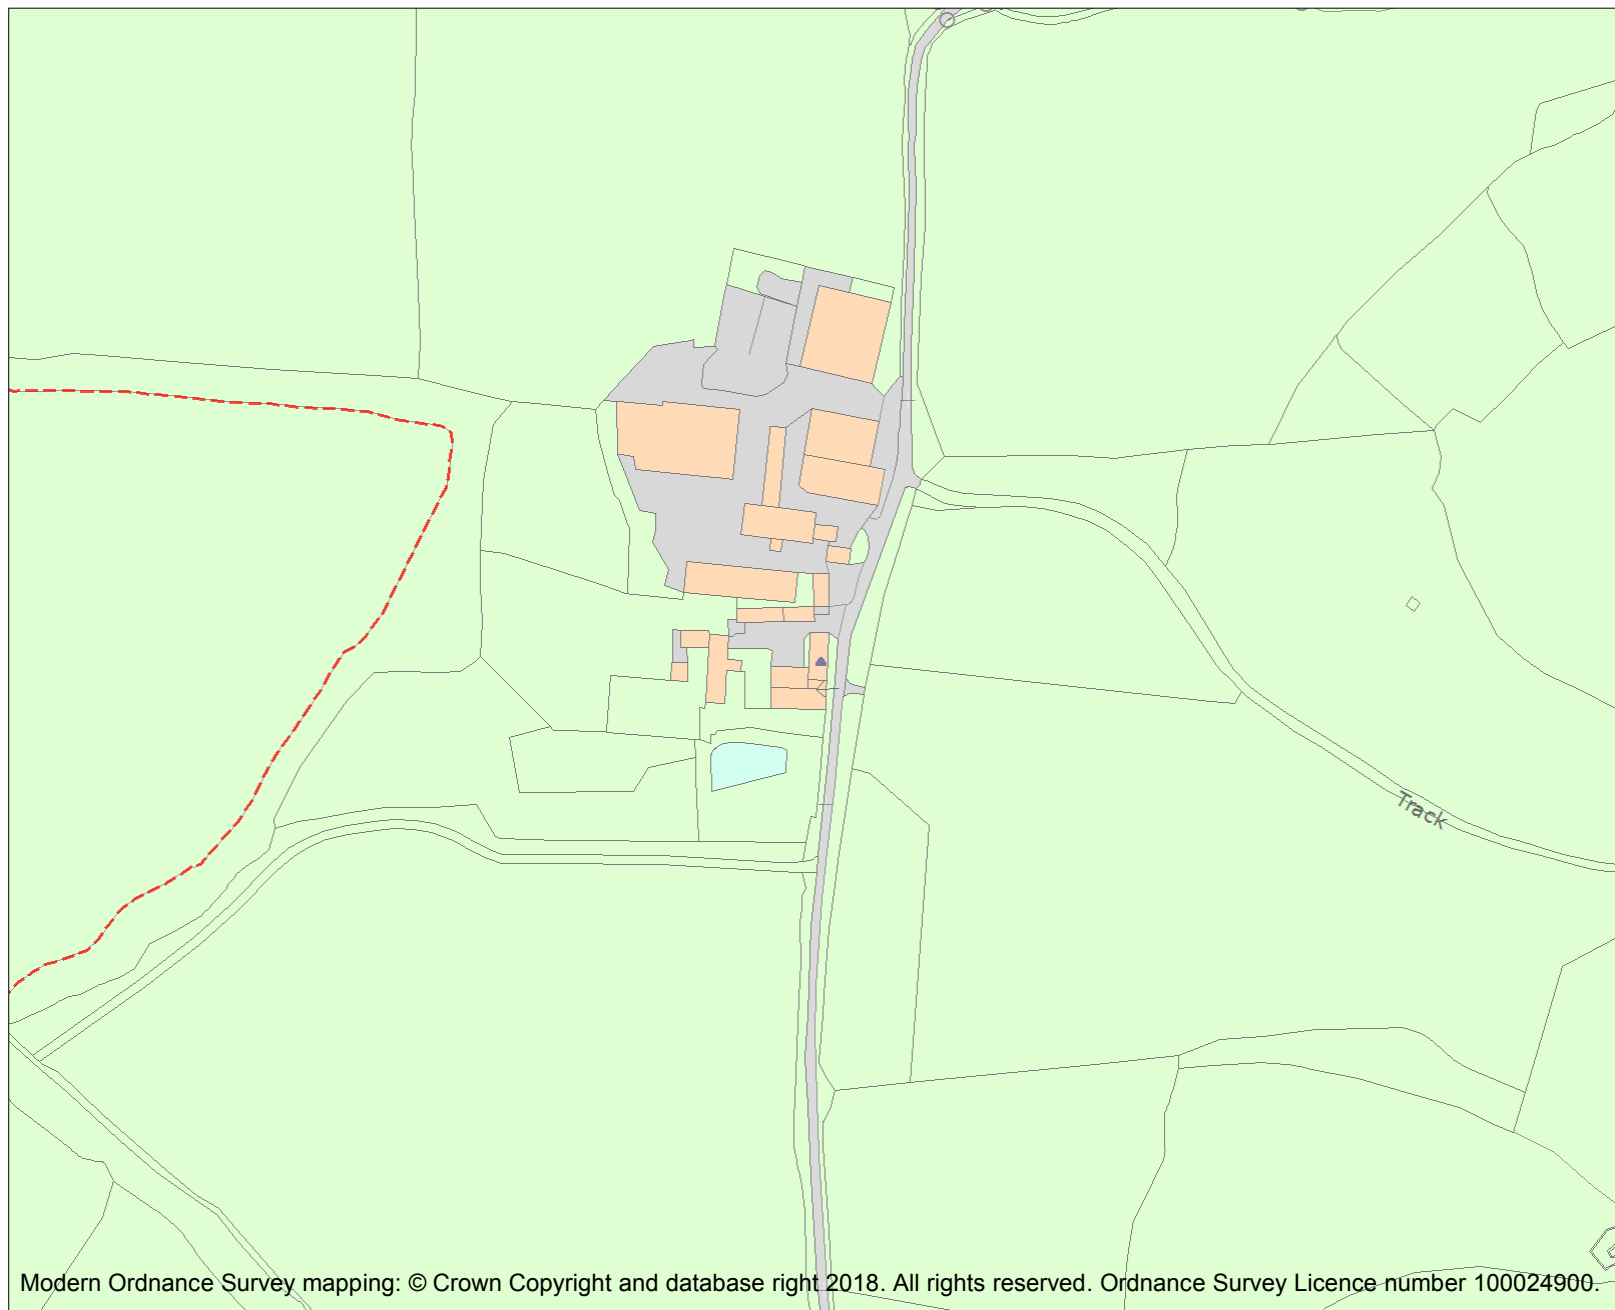 Track
Modern Ordnance Survey mapping: © Crown Copyright and database right 2018. All rights reserved. Ordnance Survey Licence number 100024900.